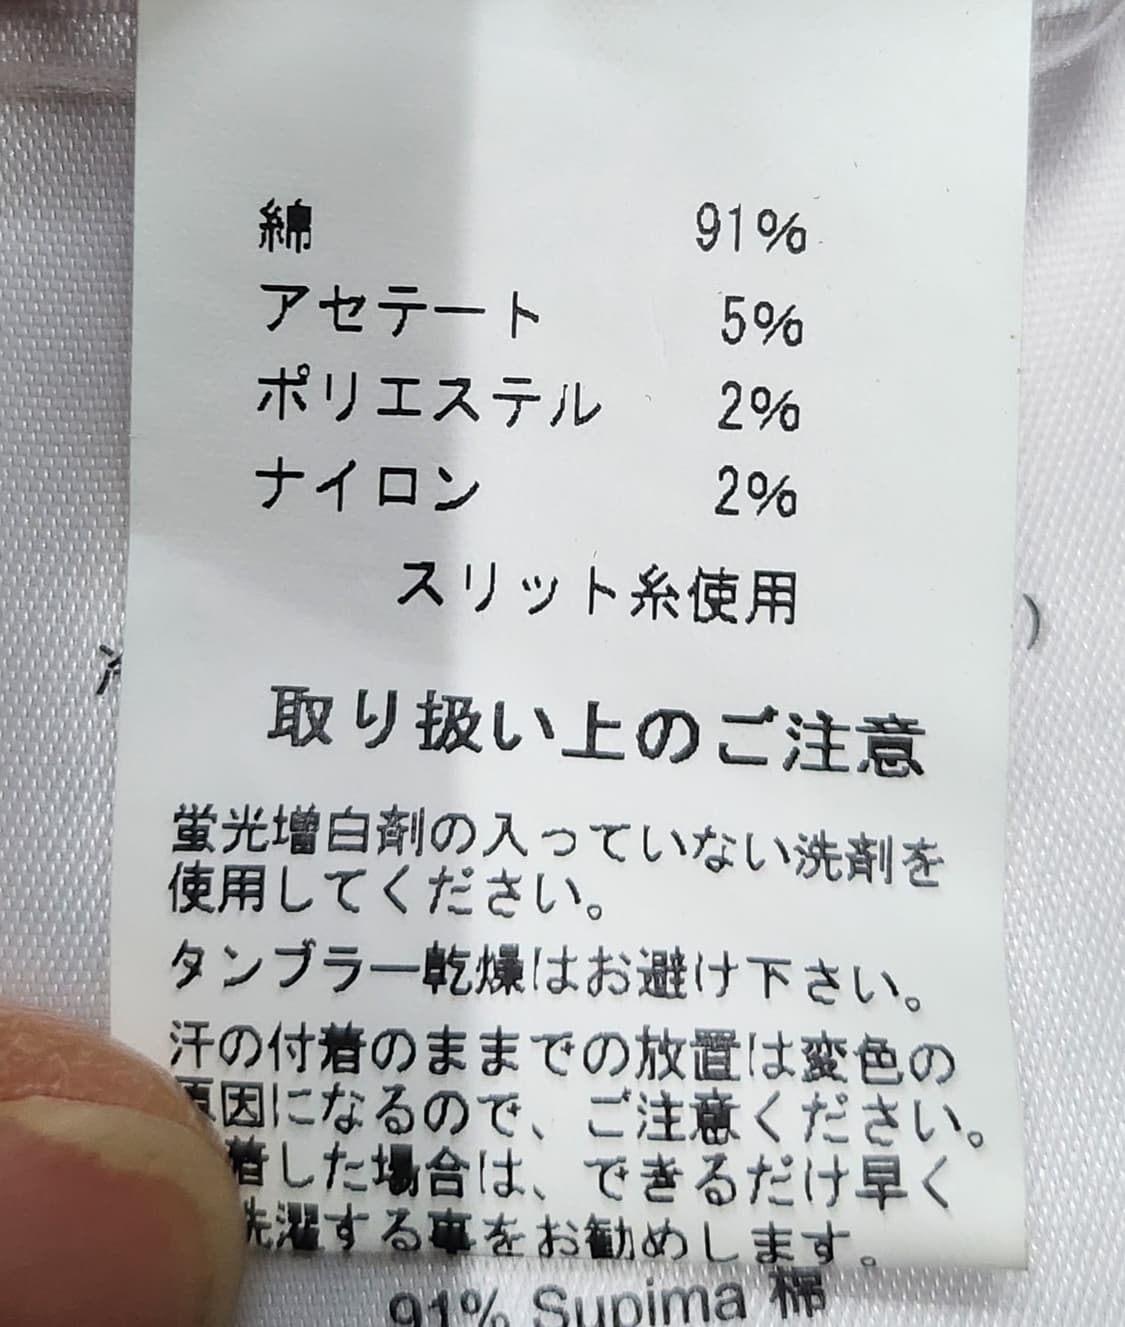 綿 91%
アセテート 5%
ポリエステル 2%
ナイロン 2%
スリット糸使用
取り扱い上のご注意
蛍光増白剤の入っていない洗剤を
使用してください。
タンブラー乾燥はお避け下さい。
汗の付着のままでの放置は変色の
原因になるので、ご注意ください。
着した場合は、できるだけ早く
洗濯する事をお勧めします。
)
91% Supima 棉